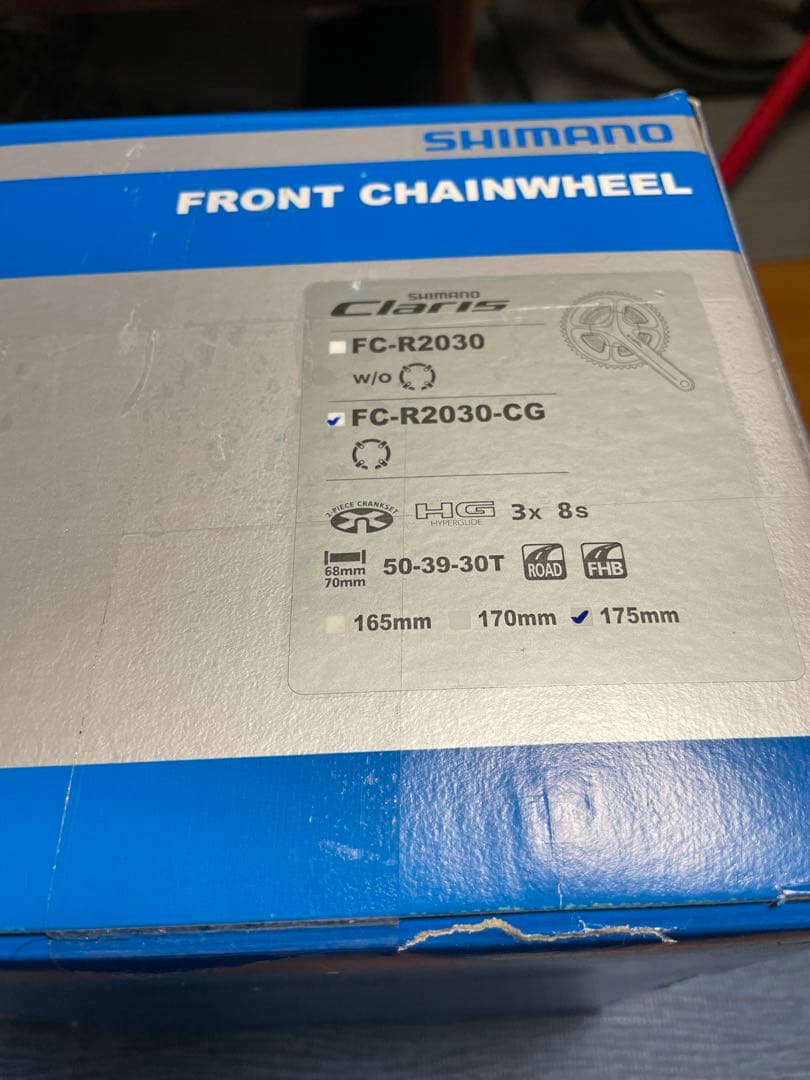 SHIMANO
FRONT CHAINWHEEL
SHIMANO
Claris
FC-R2030
W/O
FC-R2030-CG
2-PIECE CRANKSET
HG
HYPERGLIDE
3x 8s
68mm
70mm
50-39-30T
ROAD
FHB
165mm 170mm 175mm